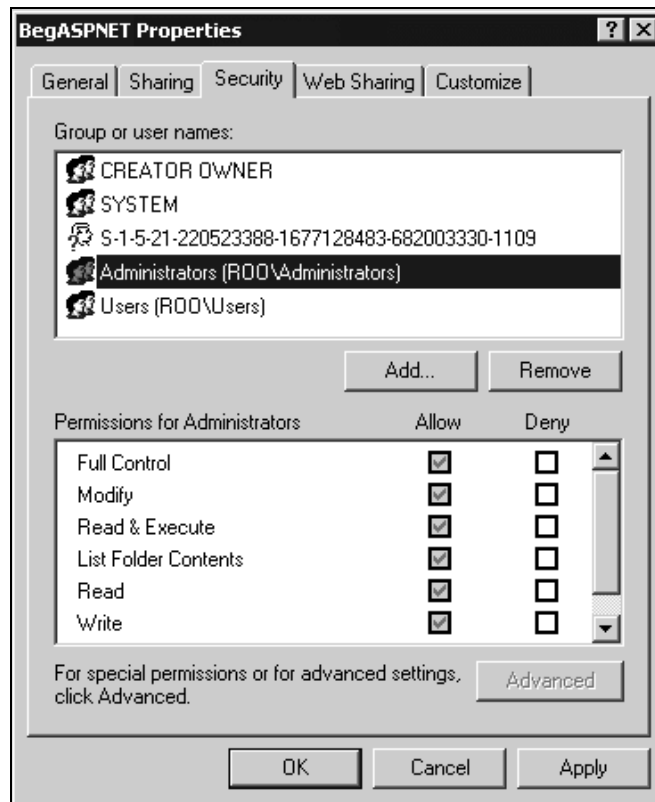 BegASPNET Properties
General Sharing Security Web Sharing Customize
Group or user names:
CREATOR OWNER
SYSTEM
S-1-5-21-220523388-1677128483-682003330-1109
Administrators (ROO\Administrators)
Users (ROO\Users)
Add... Remove
Permissions for Administrators Allow Deny
Full Control
Modify
Read & Execute
List Folder Contents
Read
Write
For special permissions or for advanced settings,
click Advanced.
Advanced
OK Cancel Apply